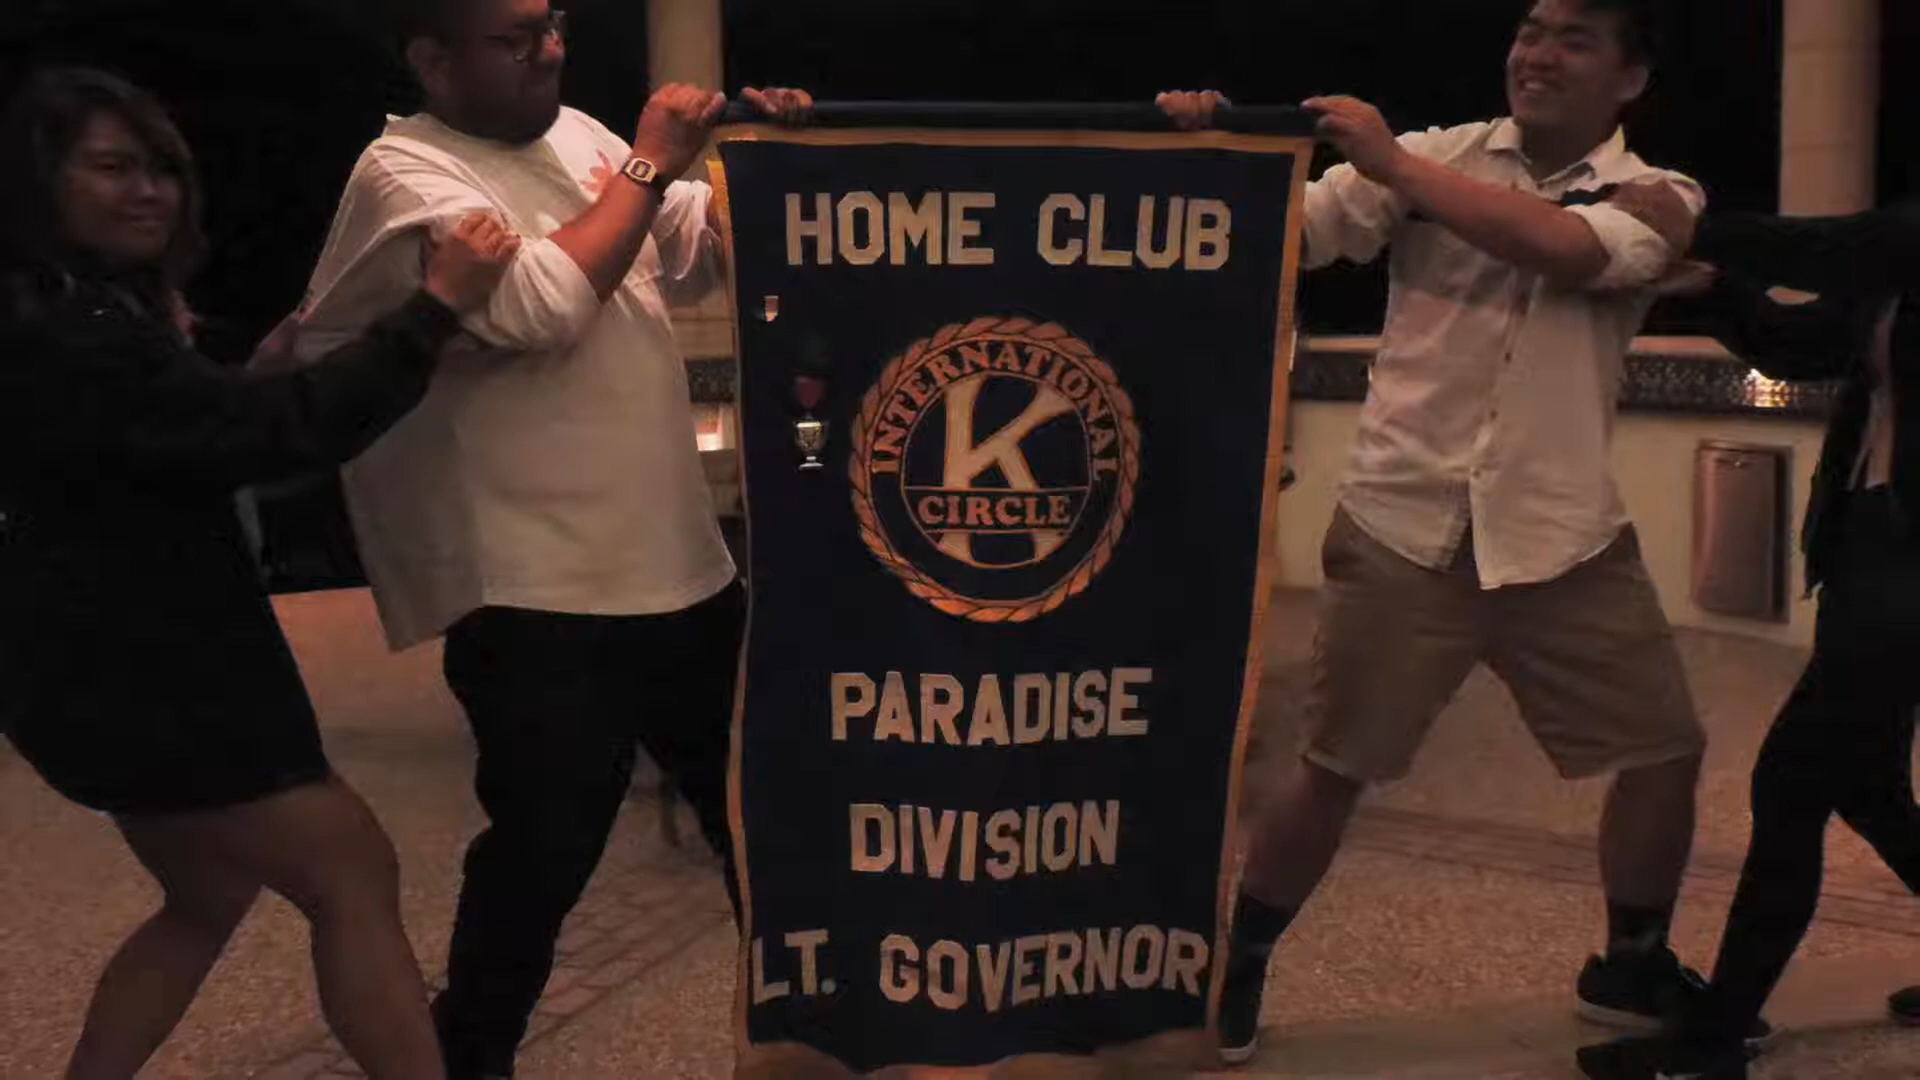 HOME CLUB
INTERNATIONAL
K
CIRCLE
PARADISE
DIVISION
LT. GOVERNOR